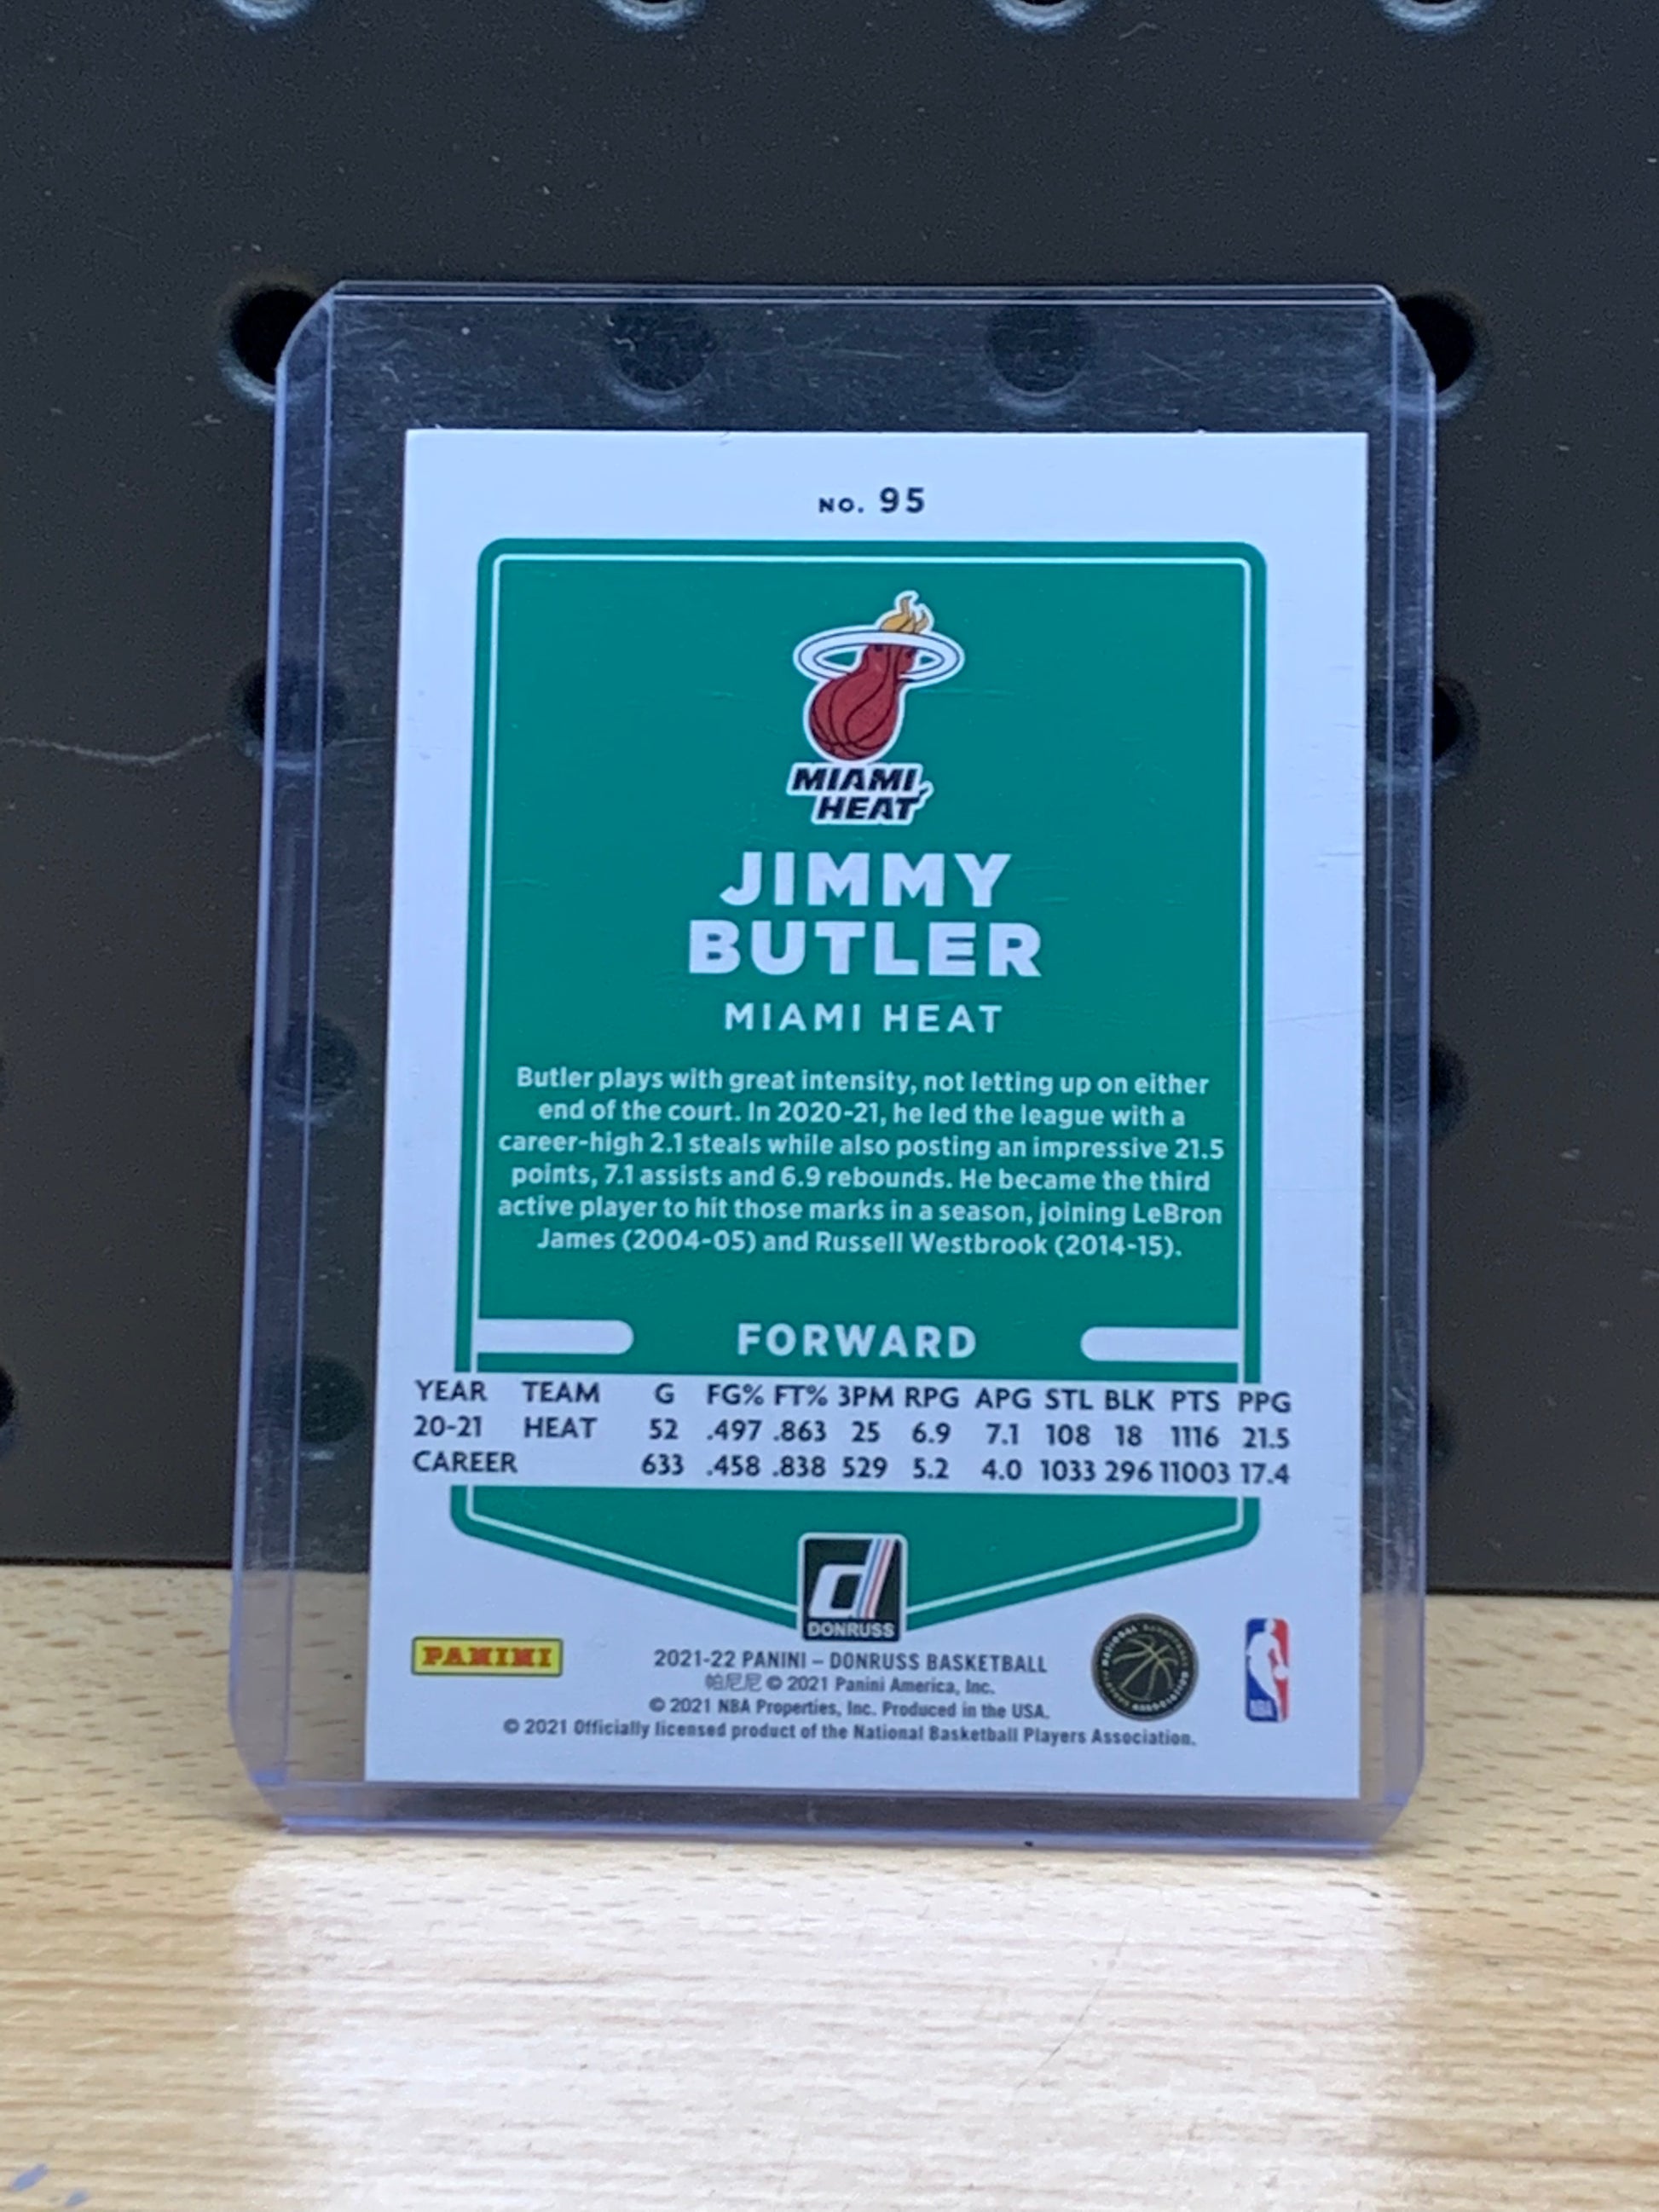 NO. 95
MIAMI
HEAT
JIMMY
BUTLER
MIAMI HEAT
Butler plays with great intensity, not letting up on either
end of the court. In 2020-21, he led the league with a
career-high 2.1 steals while also posting an impressive 21.5
points, 7.1 assists and 6.9 rebounds. He became the third
active player to hit those marks in a season, joining LeBron
James (2004-05) and Russell Westbrook (2014-15).
FORWARD
YEAR TEAM G FG% FT% 3PM RPG APG STL BLK PTS PPG
20-21 HEAT 52 .497 .863 25 6.9 7.1 108 18 1116 21.5
CAREER 633 .458 .838 529 5.2 4.0 1033 296 11003 17.4
d
DONRUSS
PANINI
2021-22 PANINI – DONRUSS BASKETBALL
帕尼尼 © 2021 Panini America, Inc.
© 2021 NBA Properties, Inc. Produced in the USA.
© 2021 Officially licensed product of the National Basketball Players Association.
NATIONAL BASKETBALL PLAYERS ASSOCIATION
NBA